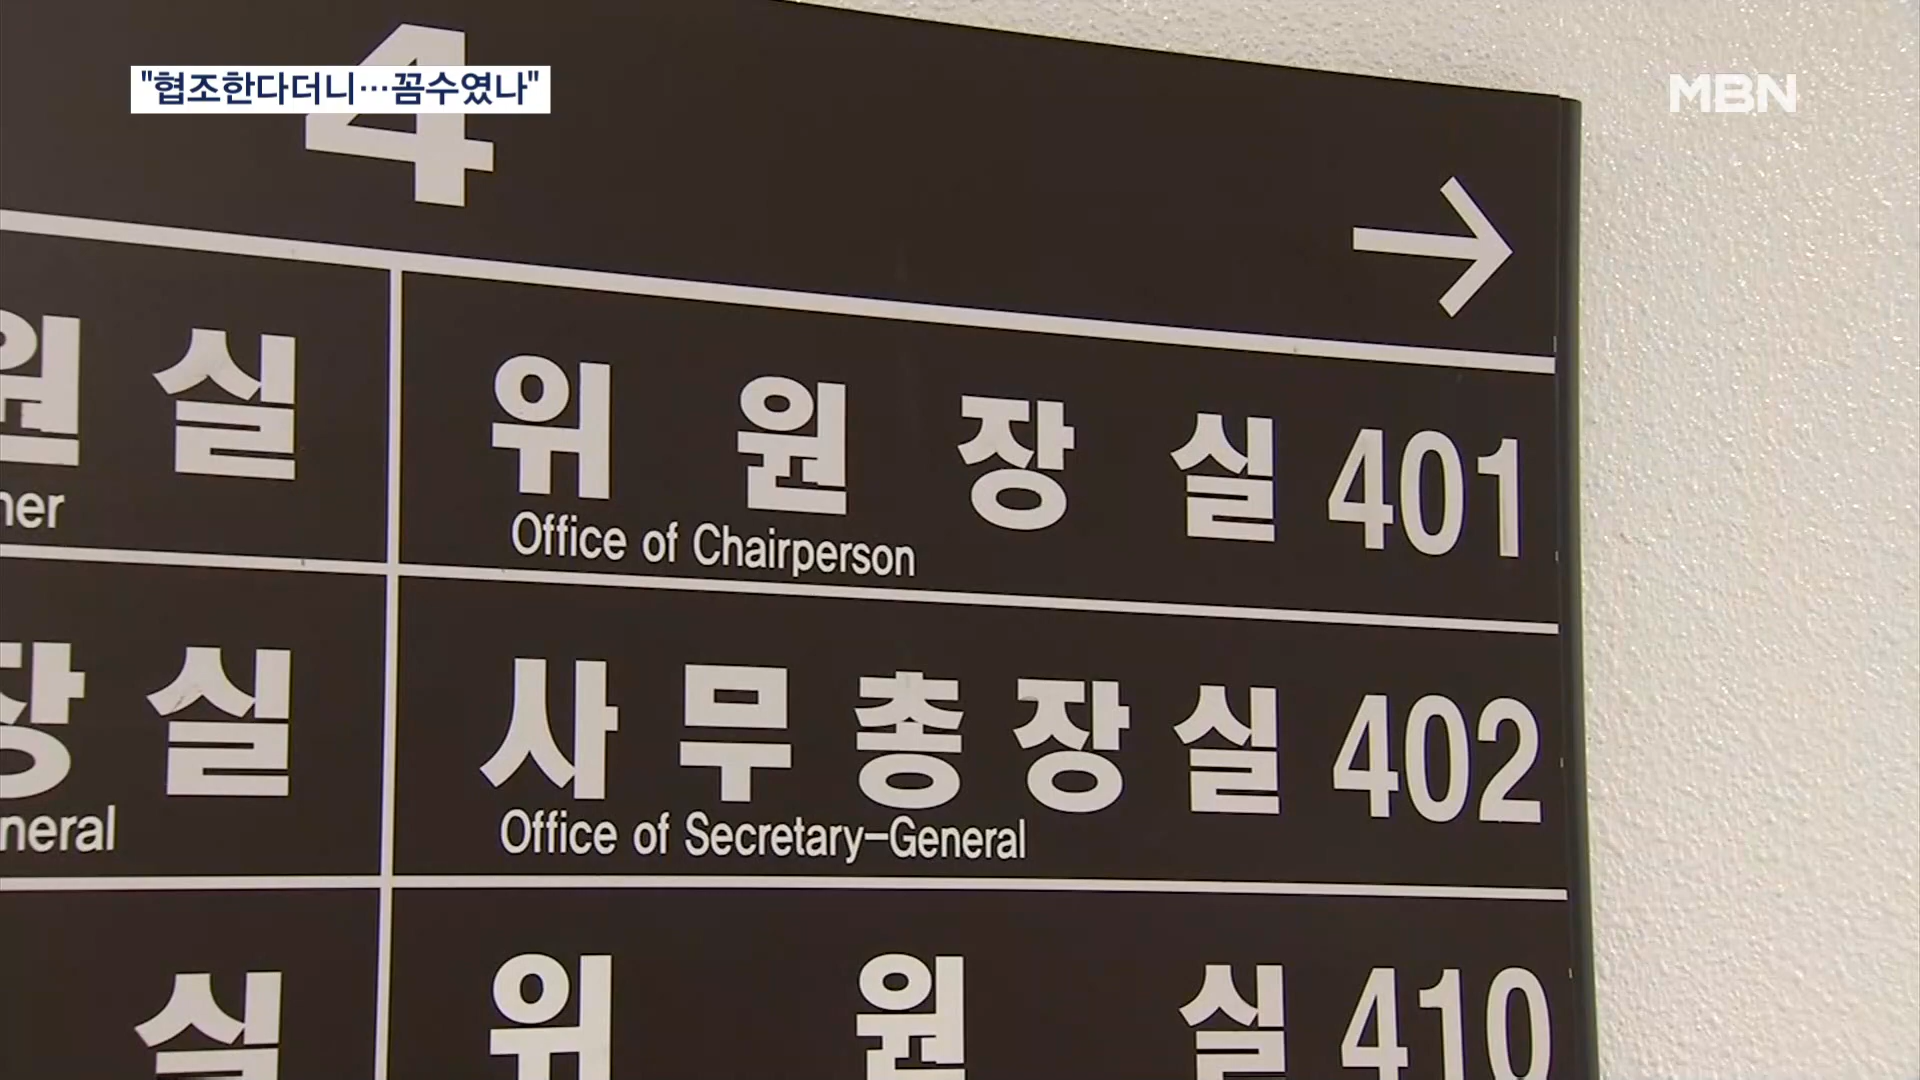 "협조한다더니…꼼수였나"
MBN
4
→
원 실
위 원 장 실 401
Office of Chairperson
장 실
사 무 총 장 실 402
neral
Office of Secretary-General
실
위 원 실 410